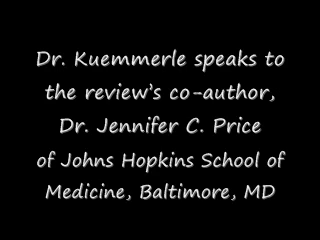 Dr. Kuemmerle speaks to
the review's co-author,
Dr. Jennifer C. Price
of Johns Hopkins School of
Medicine, Baltimore, MD